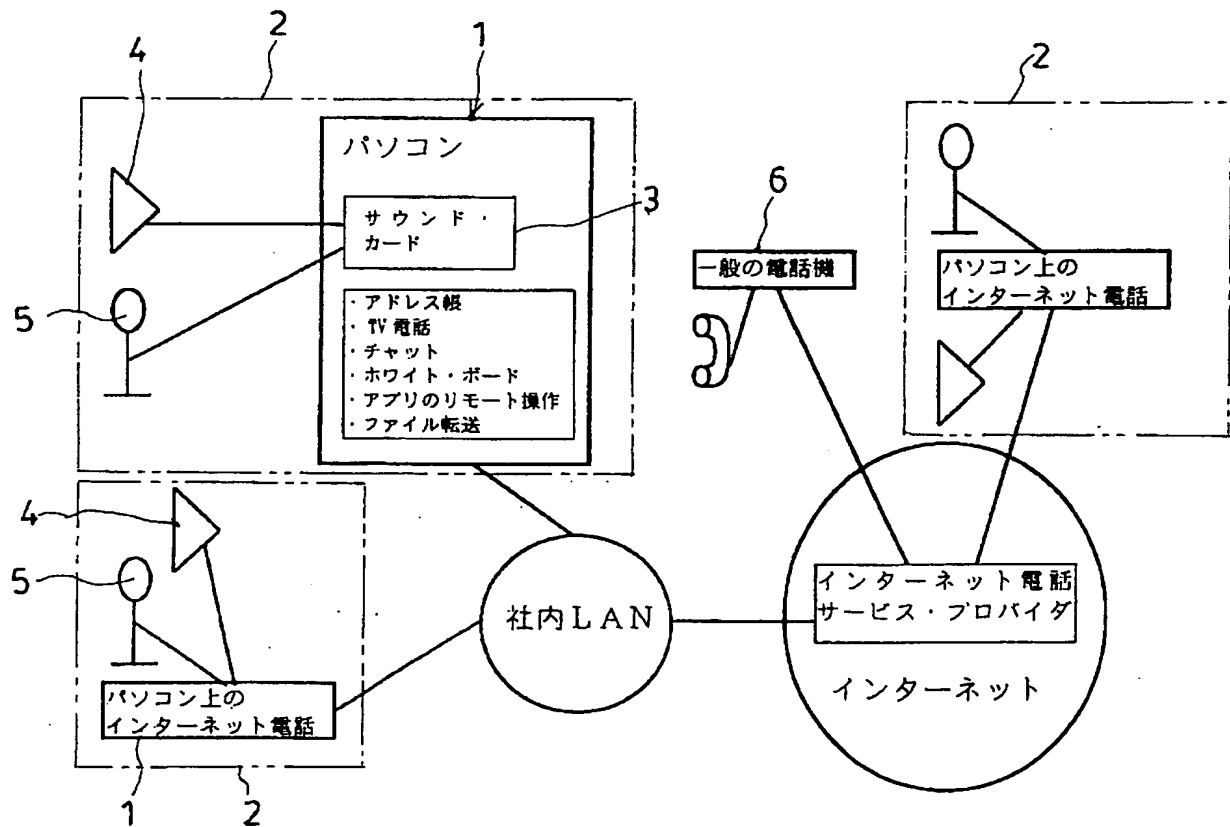 2
1
2
4
パソコン
6
3
サウンド・
カード
一般の電話機
パソコン上の
インターネット電話
5
・アドレス帳
・TV電話
・チャット
・ホワイト・ボード
・アプリのリモート操作
・ファイル転送
4
5
社内LAN
インターネット電話
サービス・プロバイダ
インターネット
パソコン上の
インターネット電話
1
2